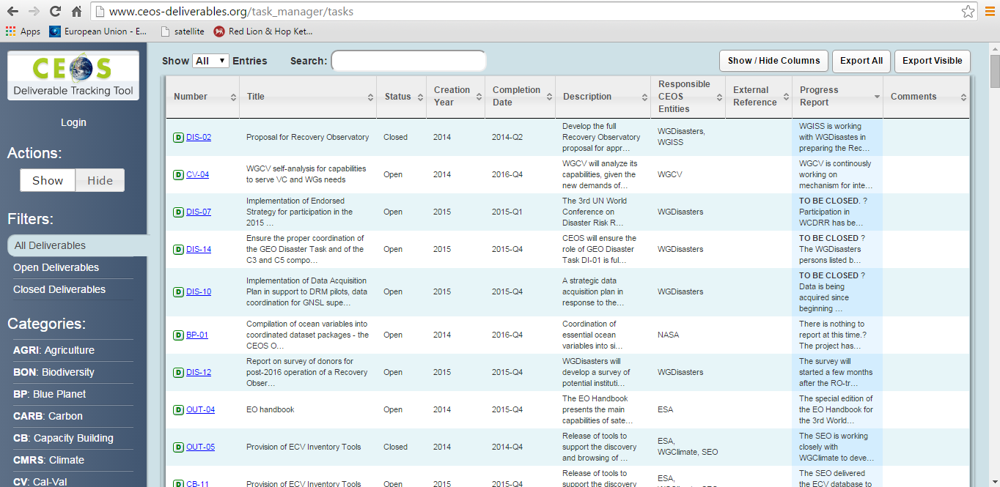 www.ceos-deliverables.org/task_manager/tasks
Apps European Union - E... satellite Red Lion & Hop Ket...
CEOS
Deliverable Tracking Tool
Login
Actions:
Show Hide
Filters:
All Deliverables
Open Deliverables
Closed Deliverables
Categories:
AGRI: Agriculture
BON: Biodiversity
BP: Blue Planet
CARB: Carbon
CB: Capacity Building
CMRS: Climate
CV: Cal-Val
Show All Entries Search: Show / Hide Columns Export All Export Visible
Number Title Status Creation Year Completion Date Description Responsible CEOS Entities External Reference Progress Report Comments
D DIS-02 Proposal for Recovery Observatory Closed 2014 2014-Q2 Develop the full Recovery Observatory proposal for appr... WGDisasters, WGISS WGISS is working with WGDisastes in preparing the Rec...
D CV-04 WGCV self-analysis for capabilities to serve VC and WGs needs Open 2014 2016-Q4 WGCV will analyze its capabilities, given the new demands of... WGCV WGCV is continously working on mechanism for inte...
D DIS-07 Implementation of Endorsed Strategy for participation in the 2015 ... Open 2015 2015-Q1 The 3rd UN World Conference on Disaster Risk R... WGDisasters TO BE CLOSED. ? Participation in WCDRR has be...
D DIS-14 Ensure the proper coordination of the GEO Disaster Task and of the C3 and C5 compo... Open 2015 2015-Q4 CEOS will ensure the role of GEO Disaster Task DI-01 is ful... WGDisasters TO BE CLOSED ? The WGDisasters persons listed b...
D DIS-10 Implementation of Data Acquisition Plan in support to DRM pilots, data coordination for GNSL supe... Open 2015 2015-Q4 A strategic data acquisition plan in response to the... WGDisasters TO BE CLOSED ? Data is being acquired since beginning ...
D BP-01 Compilation of ocean variables into coordinated dataset packages - the CEOS O... Open 2014 2016-Q4 Coordination of essential ocean variables into si... NASA There is nothing to report at this time.? The project has...
D DIS-12 Report on survey of donors for post-2016 operation of a Recovery Obser... Open 2015 2015-Q4 WGDisasters will develop a survey of potential instituti... WGDisasters The survey will started a few months after the RO-tr...
D OUT-04 EO handbook Open 2014 2015-Q4 The EO Handbook presents the main capabilities of sate... ESA The special edition of the EO Handbook for the 3rd World...
D OUT-05 Provision of ECV Inventory Tools Closed 2014 2014-Q4 Release of tools to support the discovery and browsing of ... ESA, WGClimate, SEO The SEO is working closely with WGClimate to deve...
D CB-11 Provision of ECV Inventory Tools Open 2015 2015-Q4 Release of tools to support the discovery ESA, The SEO delivered the ECV database to